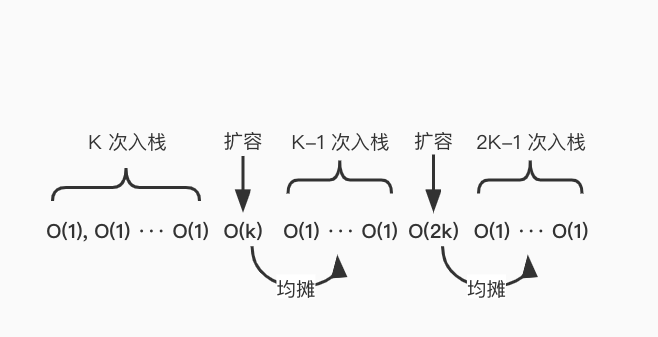 K 次入栈 扩容 K-1 次入栈 扩容 2K-1 次入栈
O(1), O(1) ··· O(1) O(k) O(1) ··· O(1) O(2k) O(1) ··· O(1)
均摊 均摊